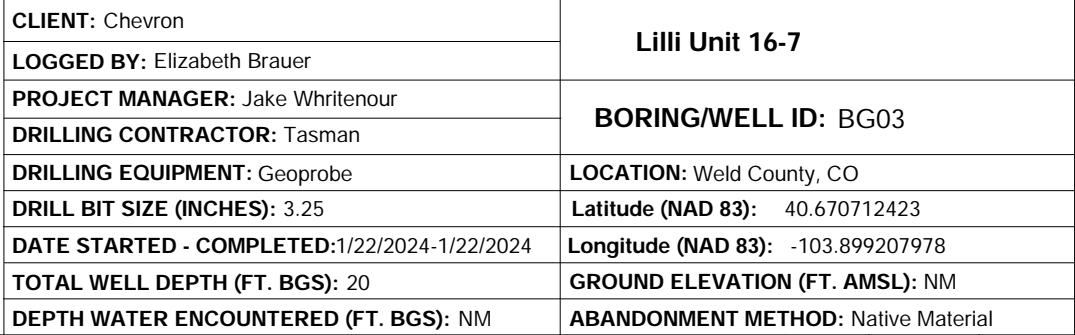 CLIENT: Chevron
LOGGED BY: Elizabeth Brauer
Lilli Unit 16-7
PROJECT MANAGER: Jake Whritenour
DRILLING CONTRACTOR: Tasman
BORING/WELL ID: BG03
DRILLING EQUIPMENT: Geoprobe
LOCATION: Weld County, CO
DRILL BIT SIZE (INCHES): 3.25
Latitude (NAD 83): 40.670712423
DATE STARTED - COMPLETED:1/22/2024-1/22/2024
Longitude (NAD 83): -103.899207978
TOTAL WELL DEPTH (FT. BGS): 20
GROUND ELEVATION (FT. AMSL): NM
DEPTH WATER ENCOUNTERED (FT. BGS): NM
ABANDONMENT METHOD: Native Material